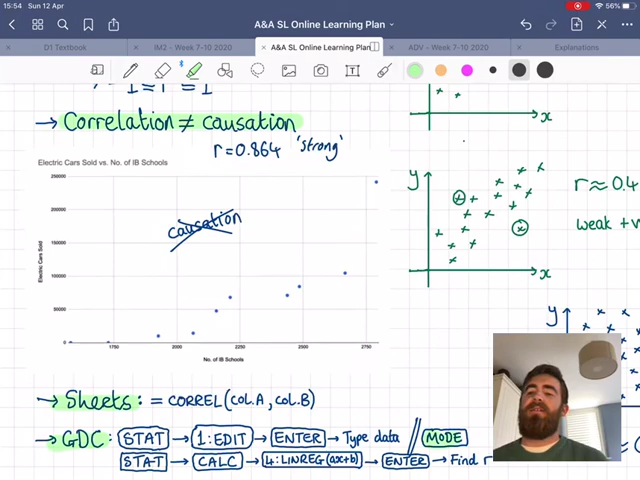 15:54 Sun 12 Apr
56%
A&A SL Online Learning Plan
D1 Textbook
IM2 - Week 7-10 2020
A&A SL Online Learning Plan
ADV - Week 7-10 2020
Explanations
→ Correlation ≠ causation
r=0.864 'strong'
Electric Cars Sold vs. No. of IB Schools
250000
200000
150000
100000
50000
0
Electric Cars Sold
causation
1750
2000
2250
2500
2750
No. of IB Schools
x
y
x
r≈0.4
weak +v
y
→ Sheets: =CORREL(col.A, col.B)
→ GDC: STAT → 1:EDIT → ENTER → Type data // MODE
STAT → CALC → 4:LINREG(ax+b) → ENTER → Find r